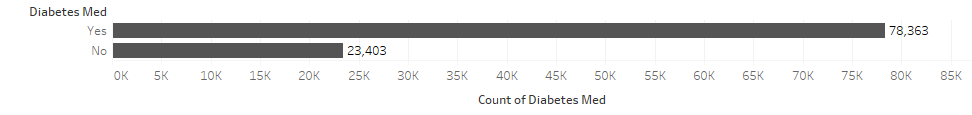 Diabetes Med
Yes 78,363
No 23,403
0K 5K 10K 15K 20K 25K 30K 35K 40K 45K 50K 55K 60K 65K 70K 75K 80K 85K
Count of Diabetes Med